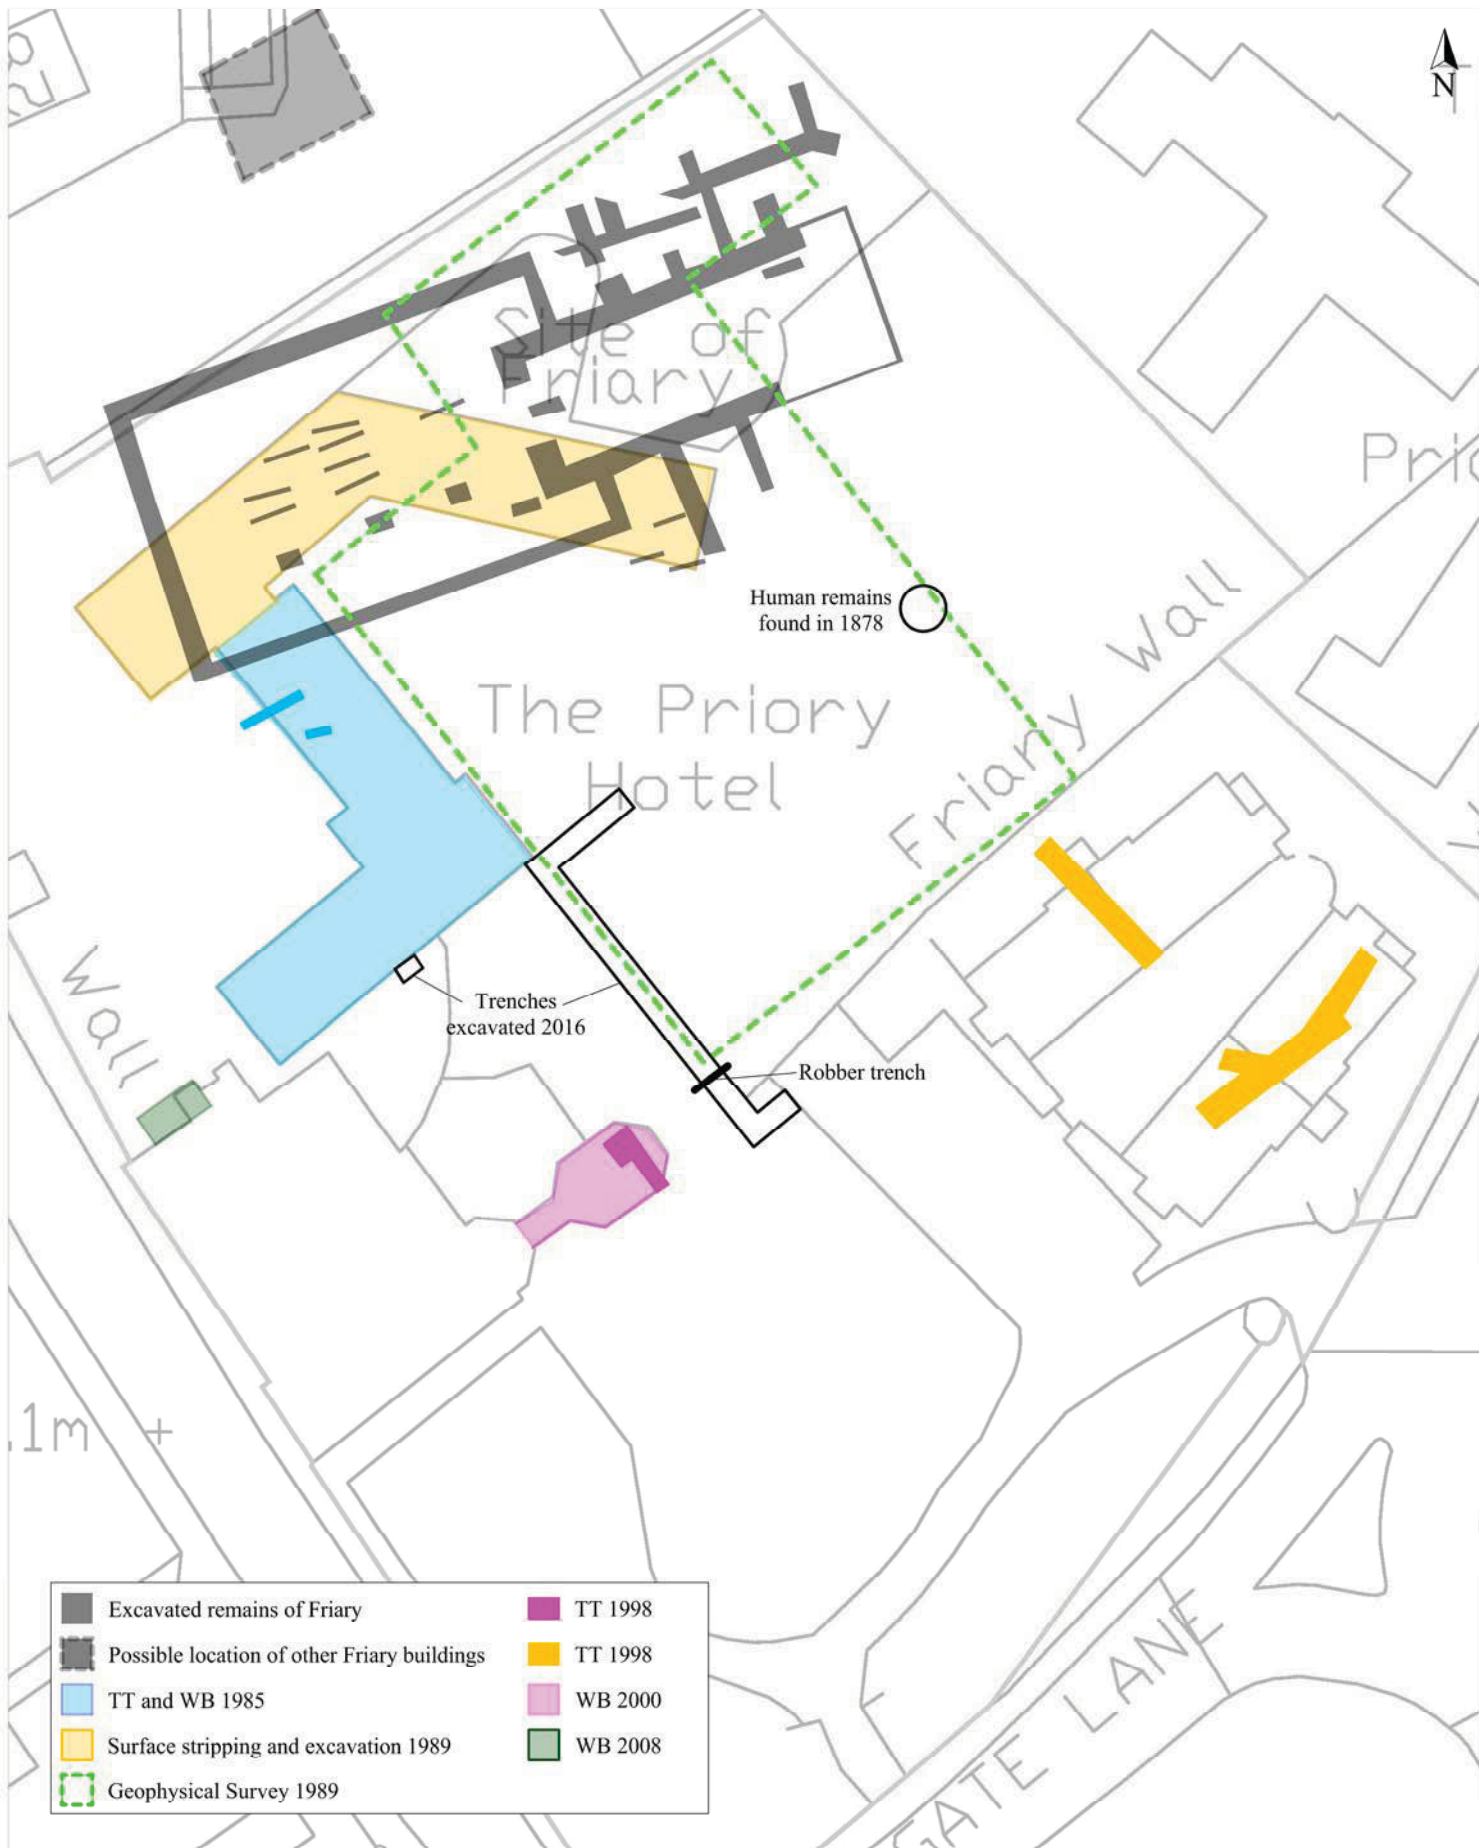 N
Site of
Friary
Prio
Human remains
found in 1878
Friary Wall
The Priory
Hotel
Wall
Trenches
excavated 2016
Robber trench
.1m +
GATE LANE
Excavated remains of Friary
Possible location of other Friary buildings
TT and WB 1985
Surface stripping and excavation 1989
Geophysical Survey 1989
TT 1998
TT 1998
WB 2000
WB 2008